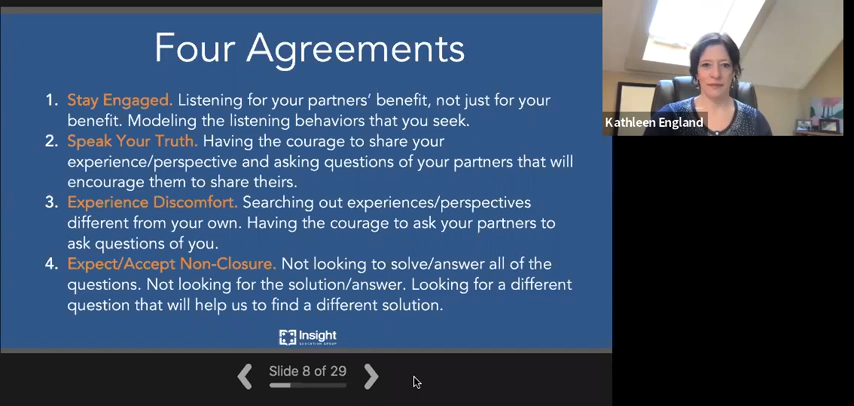 Four Agreements
1. Stay Engaged. Listening for your partners’ benefit, not just for your
benefit. Modeling the listening behaviors that you seek.
2. Speak Your Truth. Having the courage to share your
experience/perspective and asking questions of your partners that will
encourage them to share theirs.
3. Experience Discomfort. Searching out experiences/perspectives
different from your own. Having the courage to ask your partners to
ask questions of you.
4. Expect/Accept Non-Closure. Not looking to solve/answer all of the
questions. Not looking for the solution/answer. Looking for a different
question that will help us to find a different solution.
Insight
Slide 8 of 29
Kathleen England